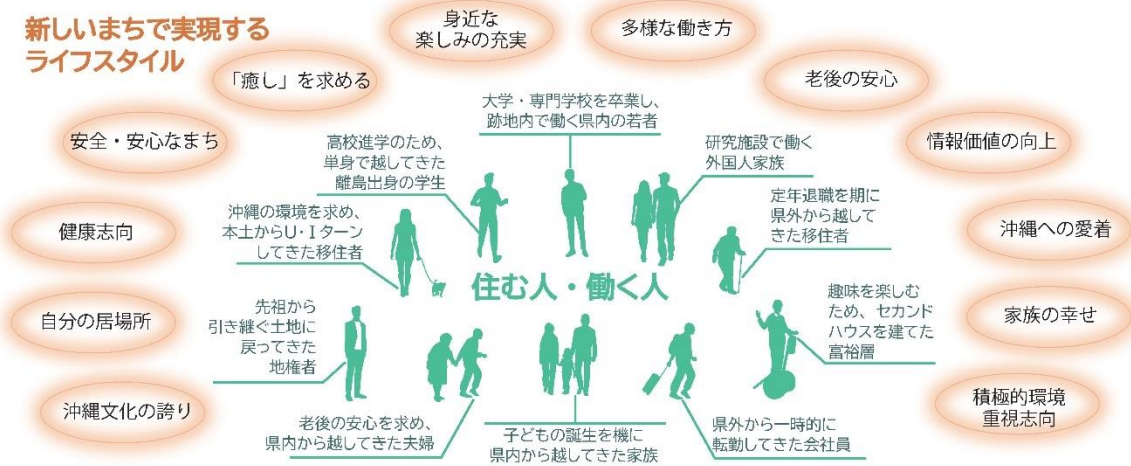 新しいまちで実現する
ライフスタイル
身近な
楽しみの充実
多様な働き方
「癒し」を求める
老後の安心
安全・安心なまち
情報価値の向上
健康志向
沖縄への愛着
自分の居場所
家族の幸せ
沖縄文化の誇り
積極的環境
重視志向
大学・専門学校を卒業し、
跡地内で働く県内の若者
高校進学のため、
単身で越してきた
離島出身の学生
研究施設で働く
外国人家族
沖縄の環境を求め、
本土からU・Iターン
してきた移住者
定年退職を期に
県外から越して
きた移住者
住む人・働く人
先祖から
引き継ぐ土地に
戻ってきた
地権者
趣味を楽しむ
ため、セカンド
ハウスを建てた
富裕層
老後の安心を求め、
県内から越してきた夫婦
子どもの誕生を機に
県内から越してきた家族
県外から一時的に
転勤してきた会社員